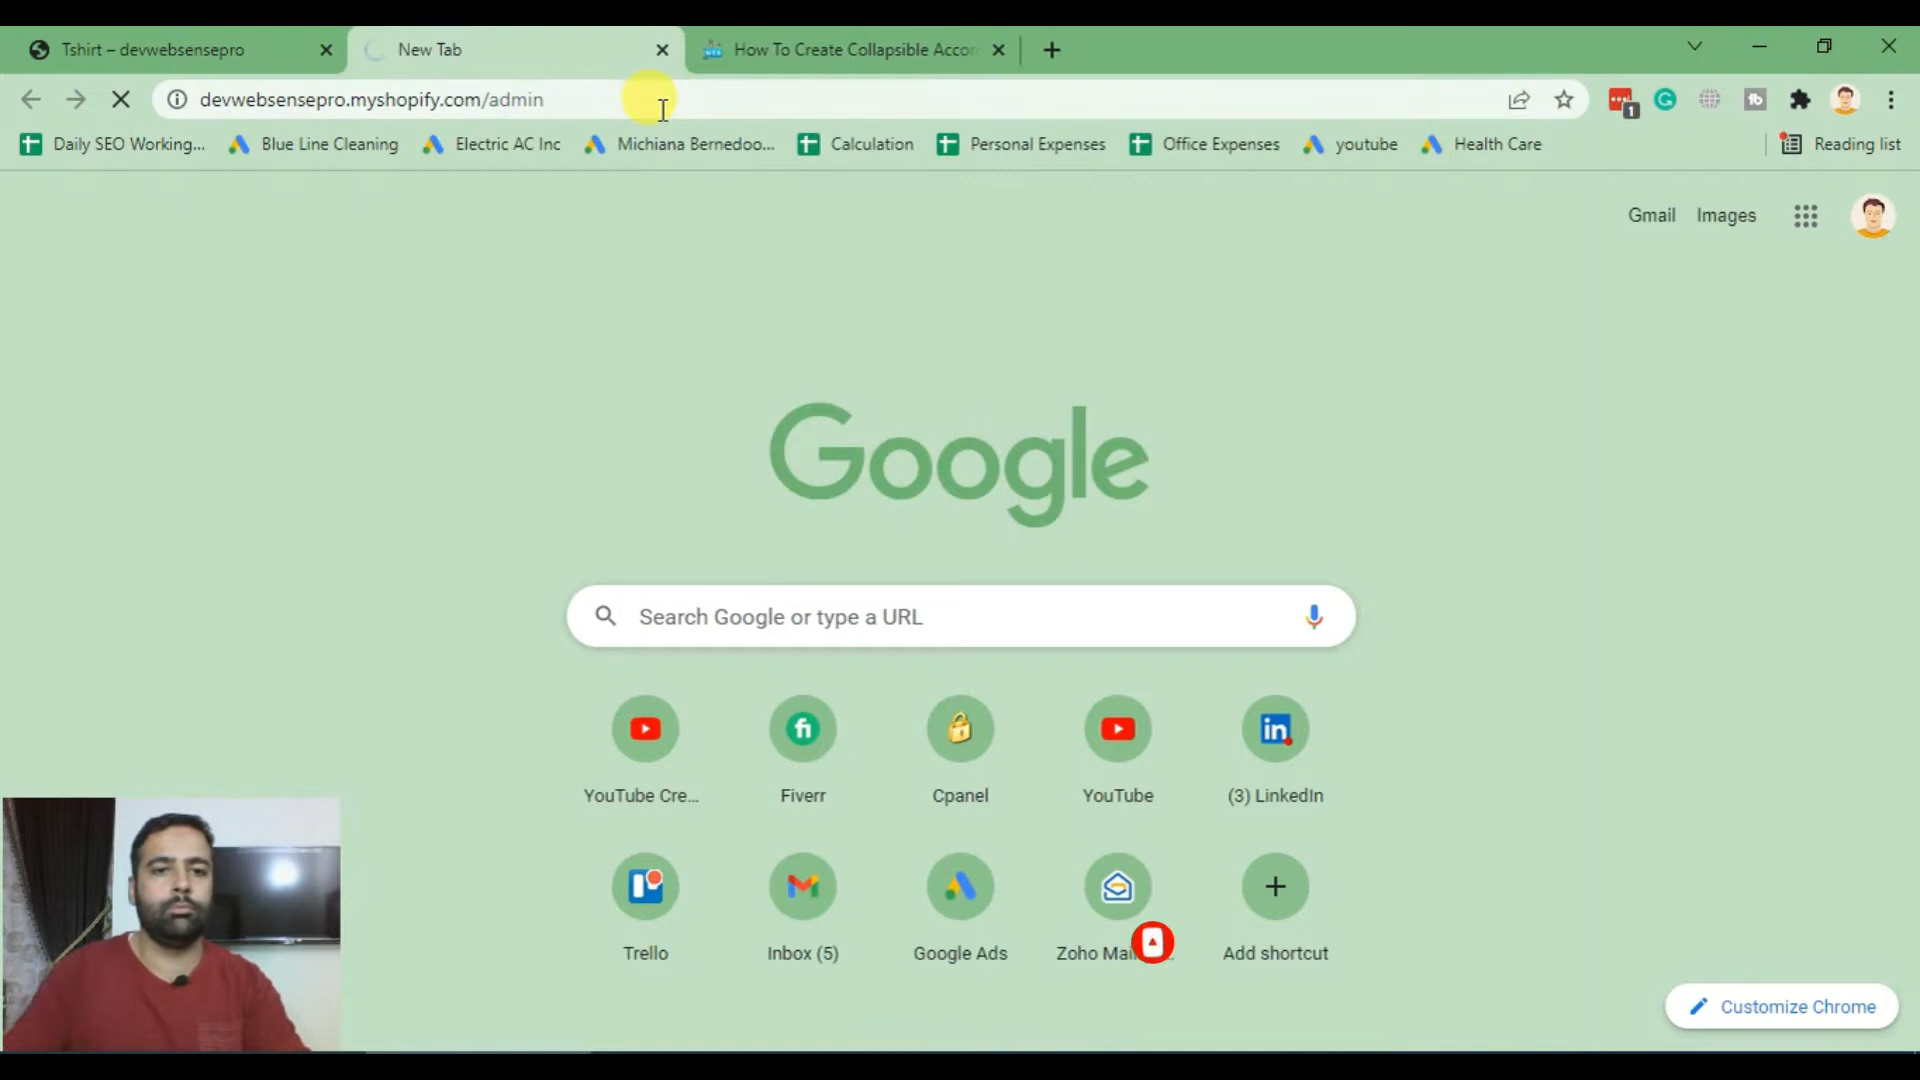 Tshirt – devwebsensepro
New Tab
How To Create Collapsible Accor
devwebsensepro.myshopify.com/admin
1
Daily SEO Working...
Blue Line Cleaning
Electric AC Inc
Michiana Bernedoo...
Calculation
Personal Expenses
Office Expenses
youtube
Health Care
Reading list
Gmail
Images
Google
Search Google or type a URL
YouTube Cre...
Fiverr
Cpanel
YouTube
(3) LinkedIn
Trello
Inbox (5)
Google Ads
Zoho Mai
Add shortcut
Customize Chrome